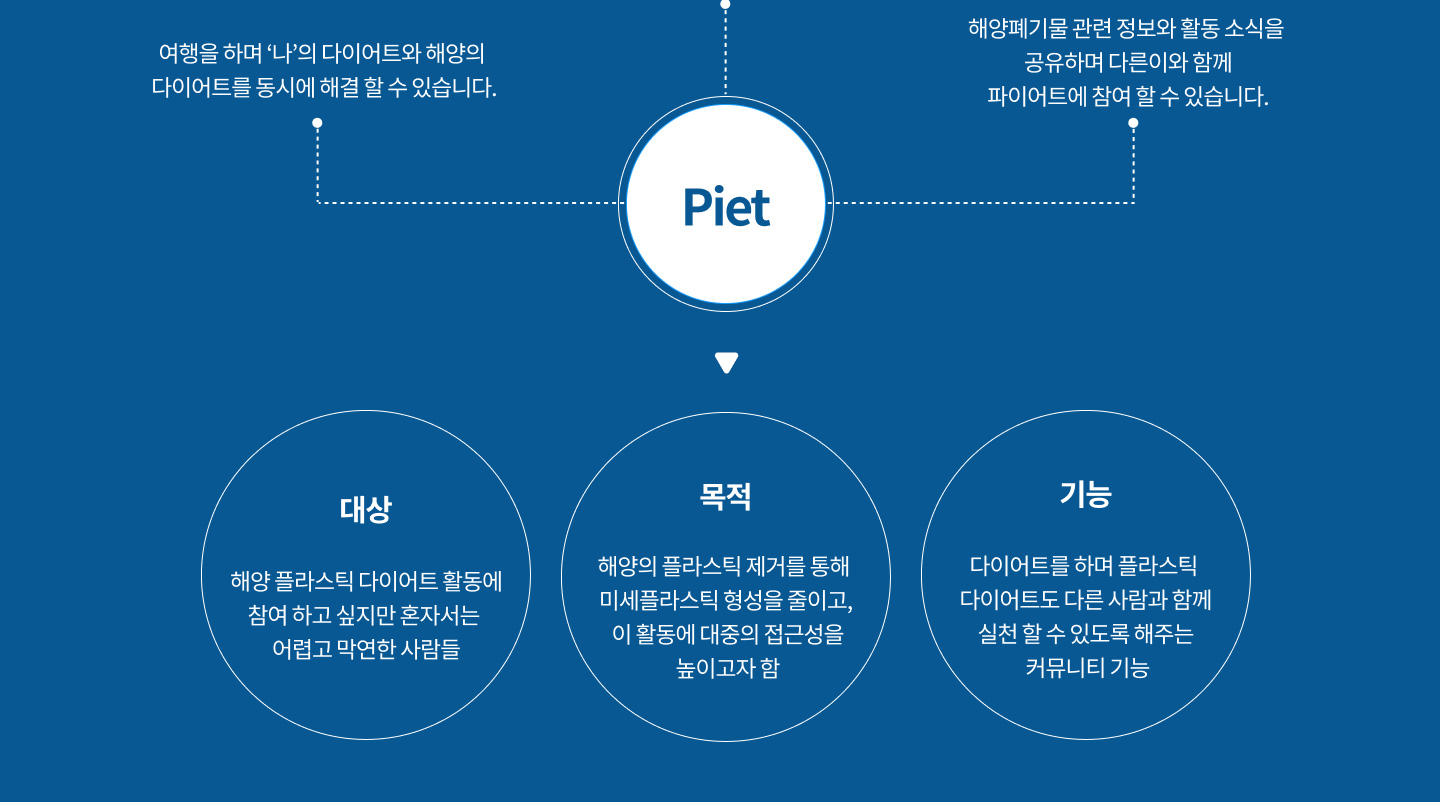 여행을 하며 ‘나’의 다이어트와 해양의
다이어트를 동시에 해결 할 수 있습니다.
해양폐기물 관련 정보와 활동 소식을
공유하며 다른이와 함께
파이어트에 참여 할 수 있습니다.
Piet
대상
해양 플라스틱 다이어트 활동에
참여 하고 싶지만 혼자서는
어렵고 막연한 사람들
목적
해양의 플라스틱 제거를 통해
미세플라스틱 형성을 줄이고,
이 활동에 대중의 접근성을
높이고자 함
기능
다이어트를 하며 플라스틱
다이어트도 다른 사람과 함께
실천 할 수 있도록 해주는
커뮤니티 기능